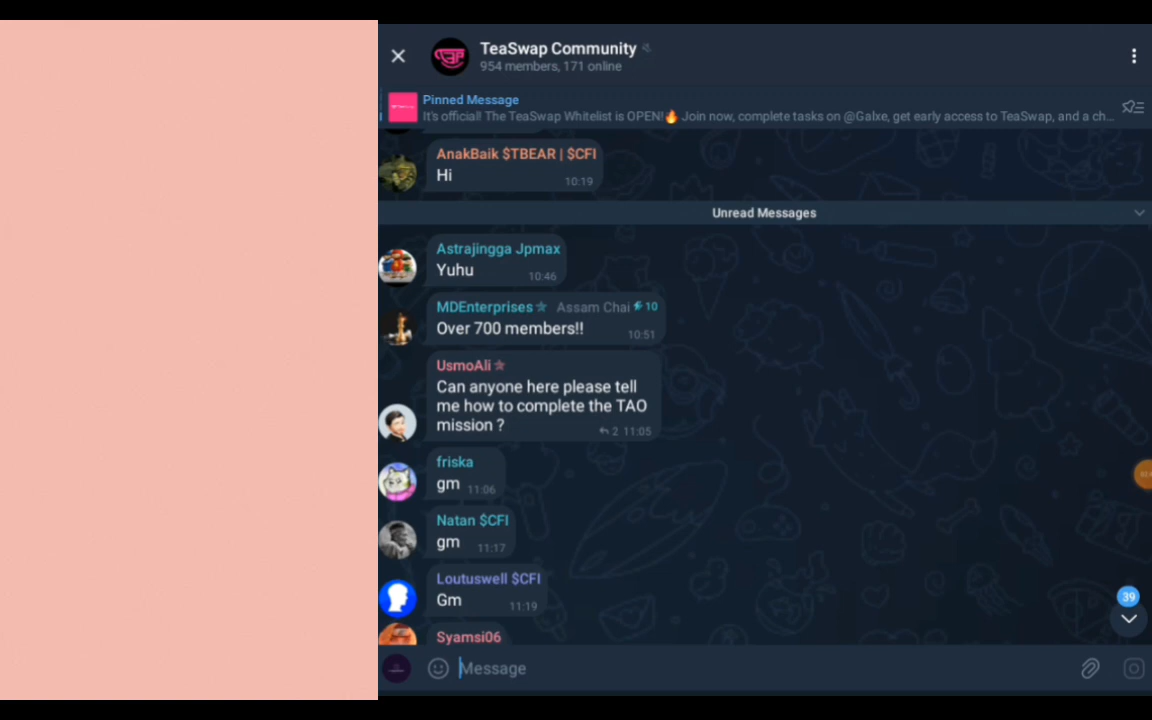 TeaSwap Community
954 members, 171 online
Pinned Message
It's official! The TeaSwap Whitelist is OPEN!🔥 Join now, complete tasks on @Galxe, get early access to TeaSwap, and a ch...
AnakBaik $TBEAR | $CFI
Hi
10:19
Unread Messages
Astrajingga Jpmax
Yuhu
10:46
MDEnterprises Assam Chai 10
Over 700 members!!
10:51
UsmoAli
Can anyone here please tell
me how to complete the TAO
mission ?
2 11:05
friska
gm 11:06
Natan $CFI
gm 11:17
Loutuswell $CFI
Gm 11:19
39
Syamsi06
Message